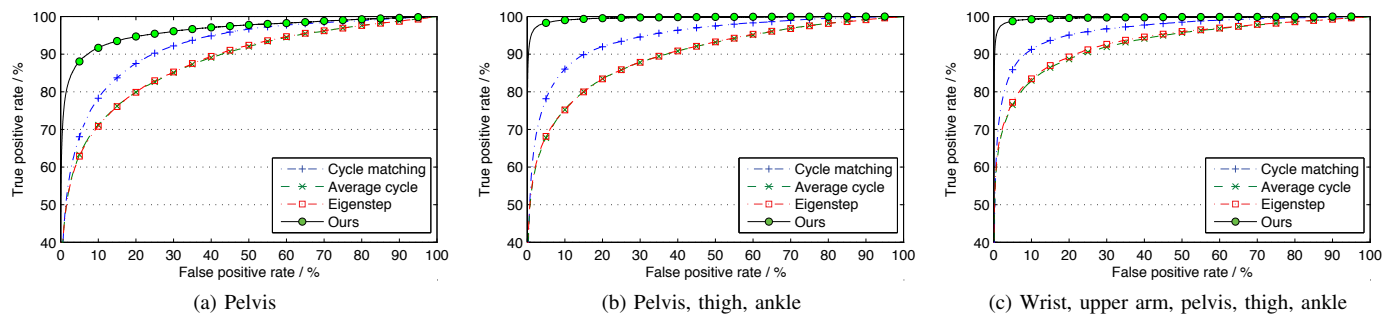 True positive rate / %
100
90
80
70
60
50
40
Cycle matching
Average cycle
Eigenstep
Ours
0 10 20 30 40 50 60 70 80 90 100
False positive rate / %
(a) Pelvis
True positive rate / %
100
90
80
70
60
50
40
Cycle matching
Average cycle
Eigenstep
Ours
0 10 20 30 40 50 60 70 80 90 100
False positive rate / %
(b) Pelvis, thigh, ankle
True positive rate / %
100
90
80
70
60
50
40
Cycle matching
Average cycle
Eigenstep
Ours
0 10 20 30 40 50 60 70 80 90 100
False positive rate / %
(c) Wrist, upper arm, pelvis, thigh, ankle